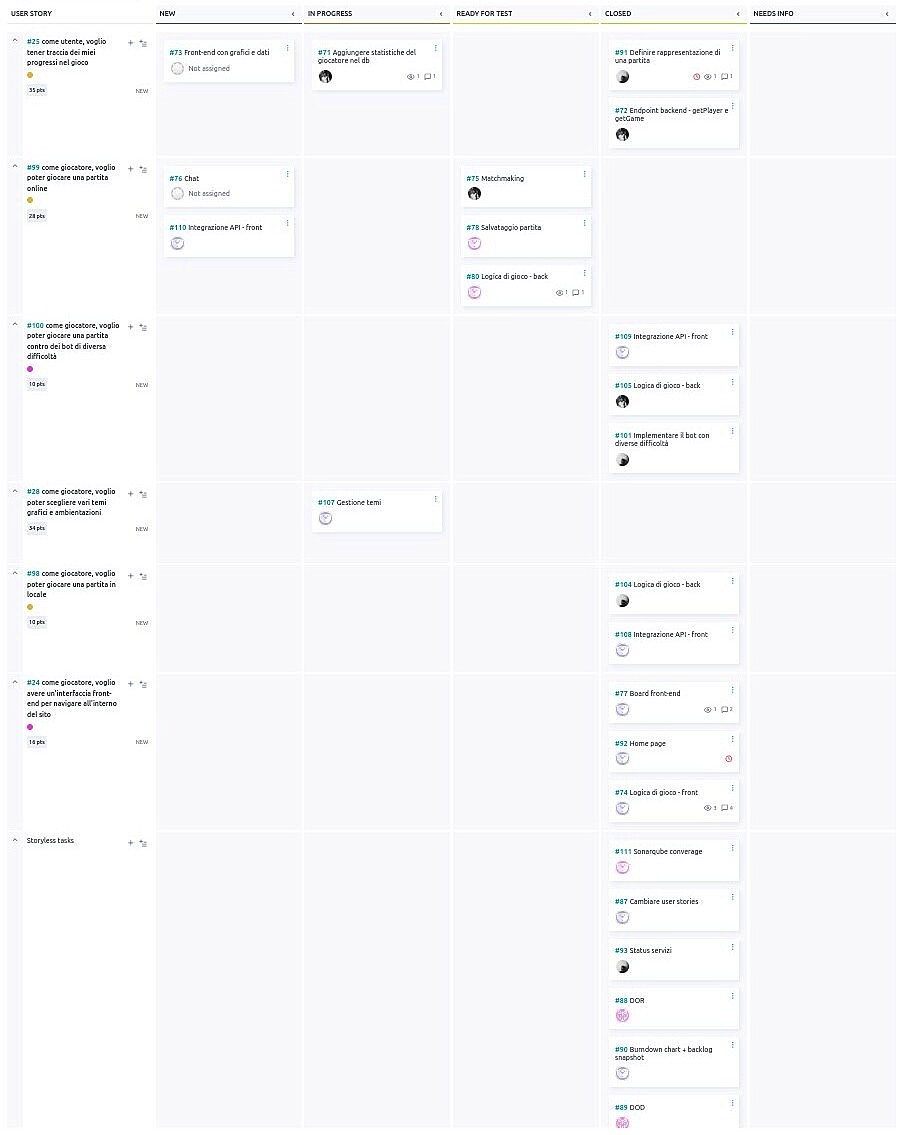 USER STORY
NEW
IN PROGRESS
READY FOR TEST
CLOSED
NEEDS INFO
#25 come utente, voglio
tener traccia dei miei
progressi nel gioco
35 pts
NEW
#73 Front-end con grafici e dati
Not assigned
#71 Aggiungere statistiche del
giocatore nel db
1 1
#91 Definire rappresentazione di
una partita
1 1
#72 Endpoint backend - getPlayer e
getGame
#99 come giocatore, voglio
poter giocare una partita
online
28 pts
NEW
#76 Chat
Not assigned
#110 Integrazione API - front
#75 Matchmaking
#78 Salvataggio partita
#80 Logica di gioco - back
1 1
#100 come giocatore, voglio
poter giocare una partita
contro dei bot di diversa
difficoltà
10 pts
NEW
#109 Integrazione API - front
#105 Logica di gioco - back
#101 Implementare il bot con
diverse difficoltà
#28 come giocatore, voglio
poter scegliere vari temi
grafici e ambientazioni
34 pts
NEW
#107 Gestione temi
#98 come giocatore, voglio
poter giocare una partita in
locale
10 pts
NEW
#104 Logica di gioco - back
#108 Integrazione API - front
#24 come giocatore, voglio
avere un'interfaccia front-
end per navigare all'interno
del sito
16 pts
NEW
#77 Board front-end
1 2
#92 Home page
#74 Logica di gioco - front
3 4
Storyless tasks
#111 Sonarqube converage
#87 Cambiare user stories
#93 Status servizi
#88 DOR
#90 Burndown chart + backlog
snapshot
#89 DOD